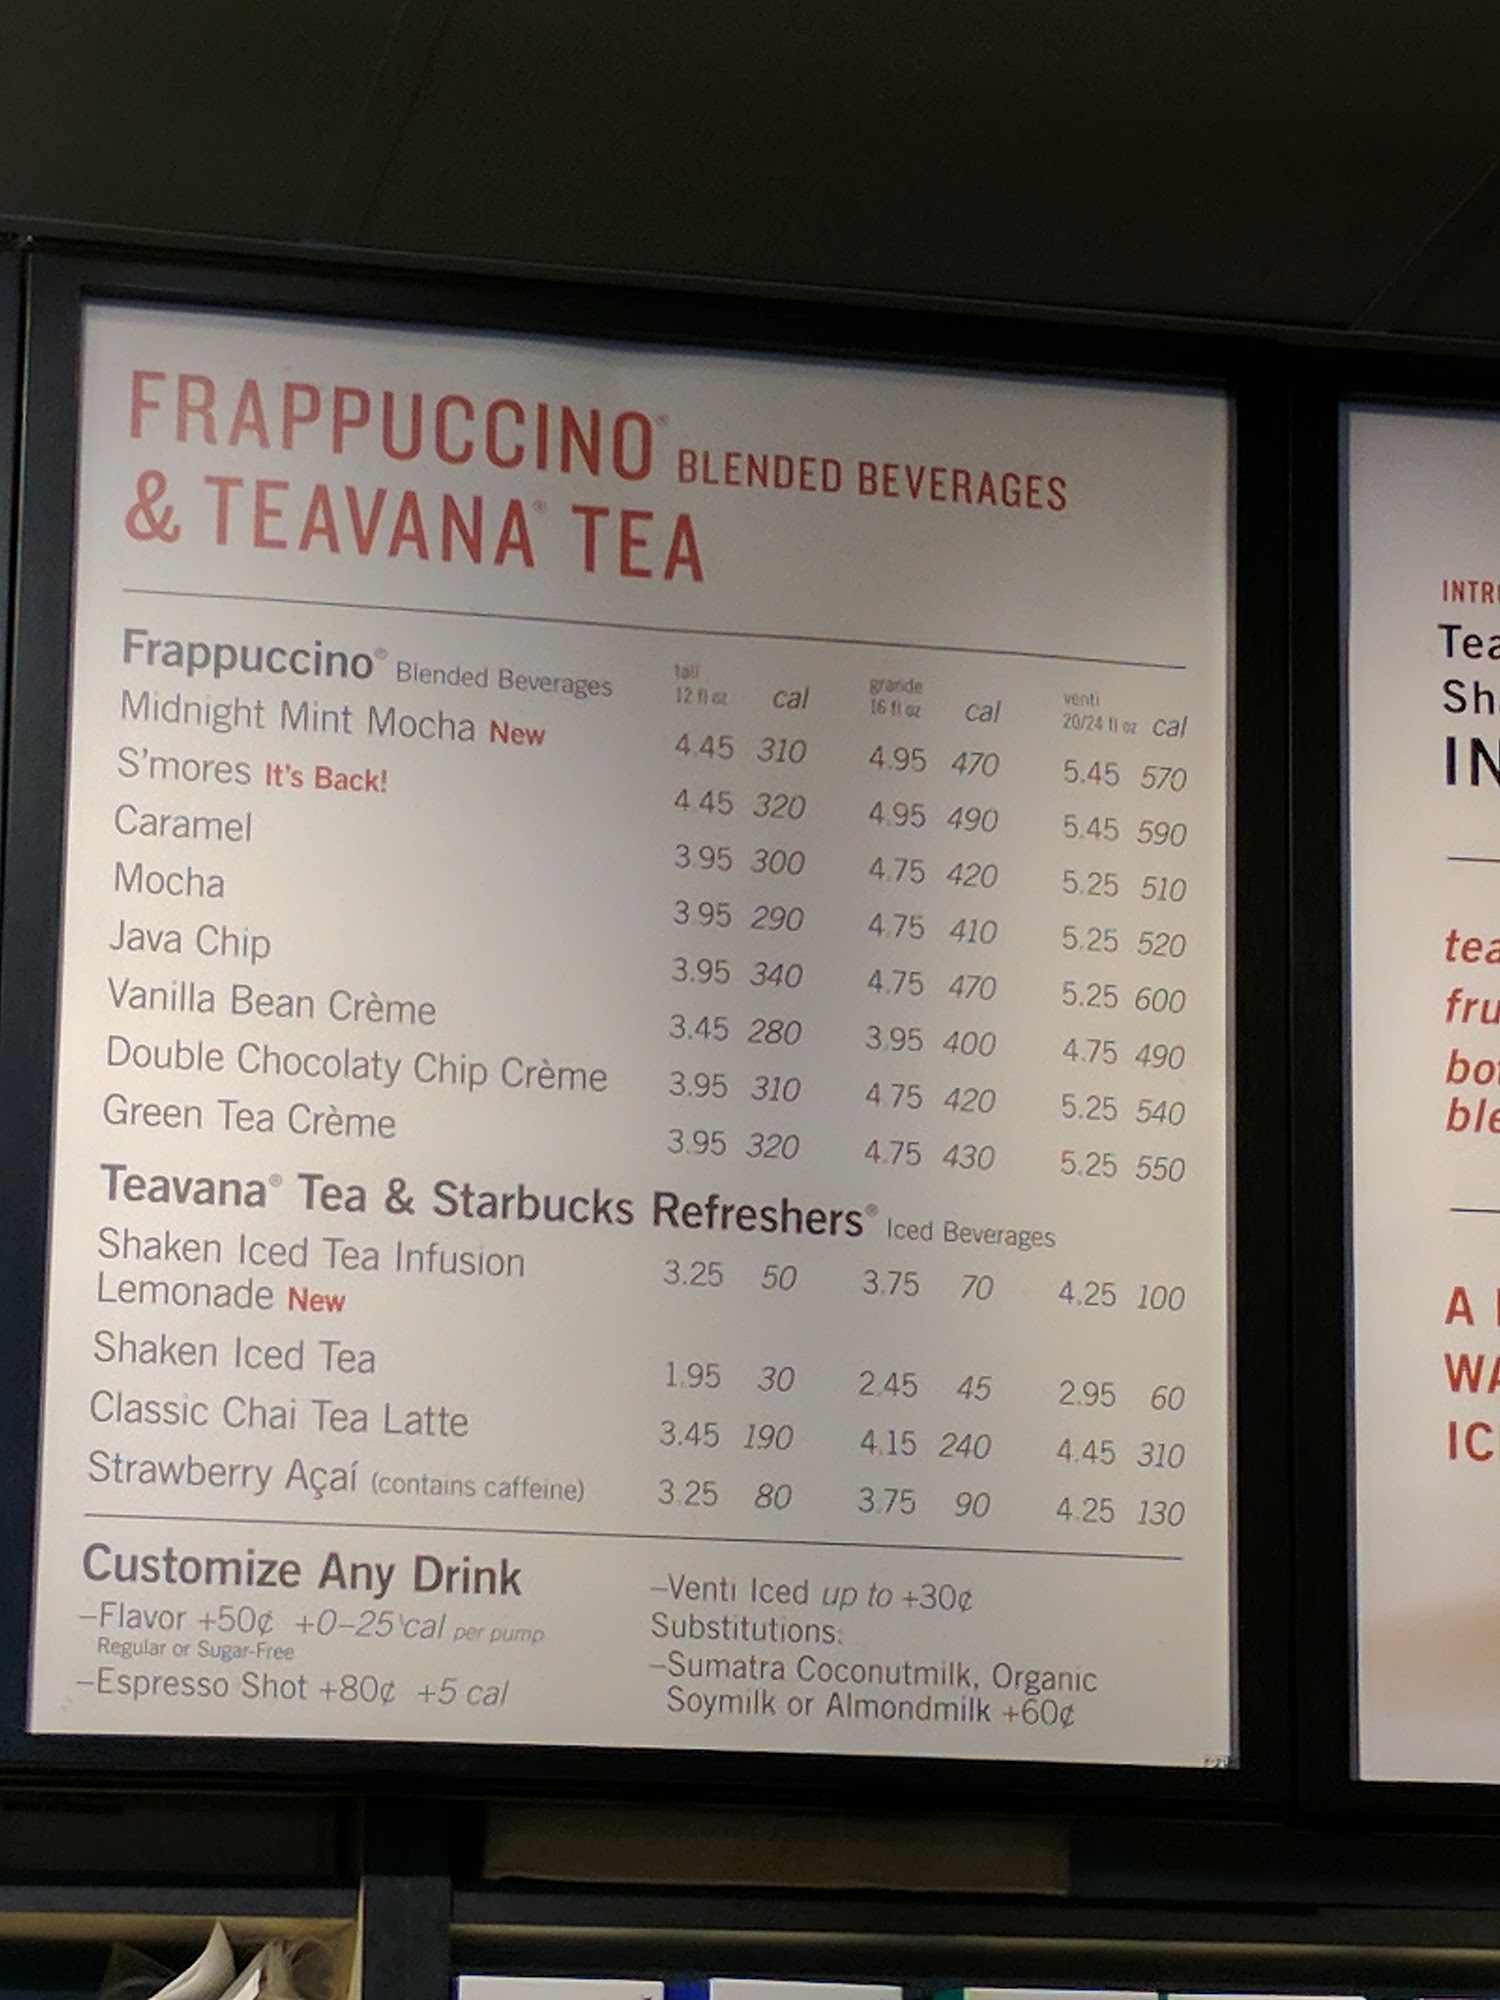 FRAPPUCCINO® BLENDED BEVERAGES
& TEAVANA® TEA
Frappuccino® Blended Beverages tall 12 fl oz cal grande 16 fl oz cal venti 20/24 fl oz cal
Midnight Mint Mocha New 4.45 310 4.95 470 5.45 570
S'mores It's Back! 4.45 320 4.95 490 5.45 590
Caramel 3.95 300 4.75 420 5.25 510
Mocha 3.95 290 4.75 410 5.25 520
Java Chip 3.95 340 4.75 470 5.25 600
Vanilla Bean Crème 3.45 280 3.95 400 4.75 490
Double Chocolaty Chip Crème 3.95 310 4.75 420 5.25 540
Green Tea Crème 3.95 320 4.75 430 5.25 550
Teavana® Tea & Starbucks Refreshers® Iced Beverages
Shaken Iced Tea Infusion 3.25 50 3.75 70 4.25 100
Lemonade New
Shaken Iced Tea 1.95 30 2.45 45 2.95 60
Classic Chai Tea Latte 3.45 190 4.15 240 4.45 310
Strawberry Açaí (contains caffeine) 3.25 80 3.75 90 4.25 130
Customize Any Drink
–Flavor +50¢ +0–25 cal per pump
Regular or Sugar-Free
–Espresso Shot +80¢ +5 cal
–Venti Iced up to +30¢
Substitutions:
–Sumatra Coconutmilk, Organic
Soymilk or Almondmilk +60¢
INTR
Tea
Sh
IN
tea
fru
bot
ble
A
WA
IC